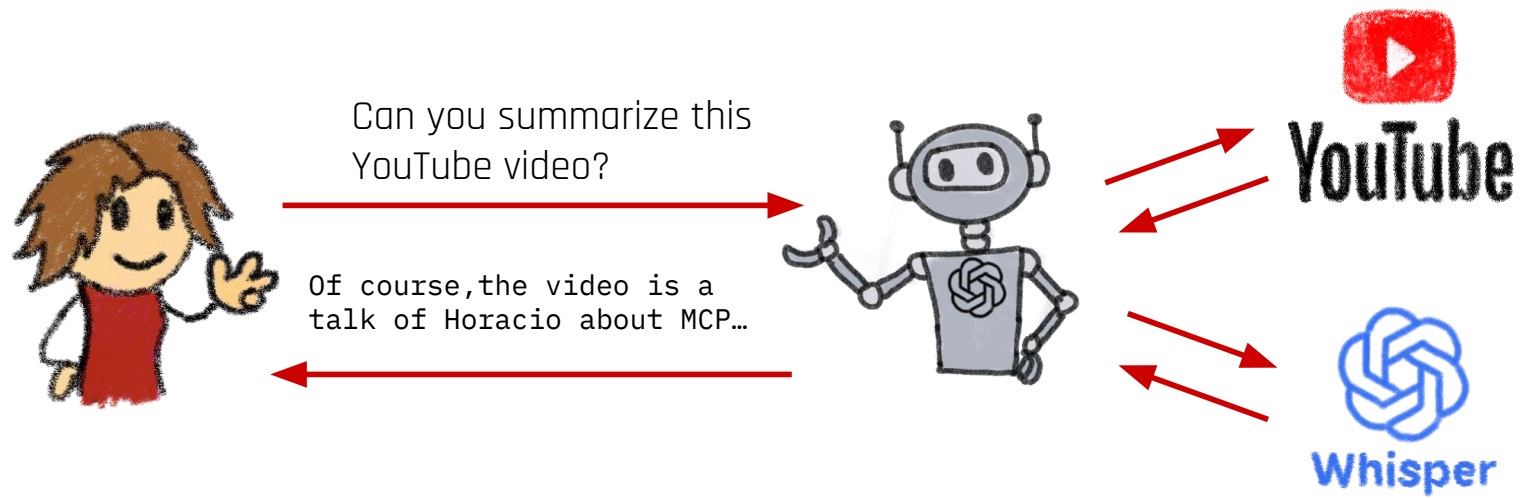 Can you summarize this
YouTube video?
Of course,the video is a
talk of Horacio about MCP…
YouTube
Whisper